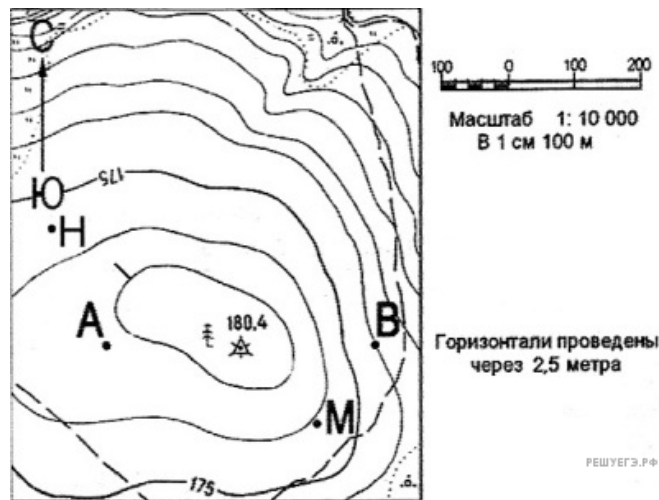 С
100 0 100 200
Масштаб 1: 10 000
В 1 см 100 м
175
Ю
Н
180,4
А
В
Горизонтали проведены
через 2,5 метра
М
175
РЕШУЕГЭ.РФ